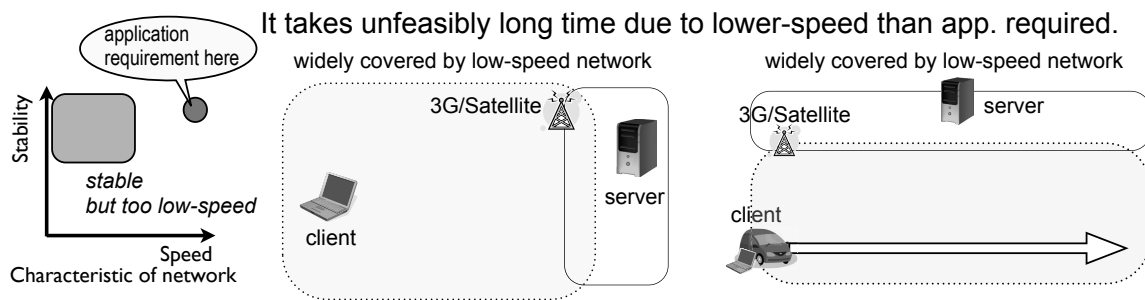 It takes unfeasibly long time due to lower-speed than app. required.
application
requirement here
Stability
stable
but too low-speed
Speed
Characteristic of network
widely covered by low-speed network
3G/Satellite
server
client
widely covered by low-speed network
server
3G/Satellite
client